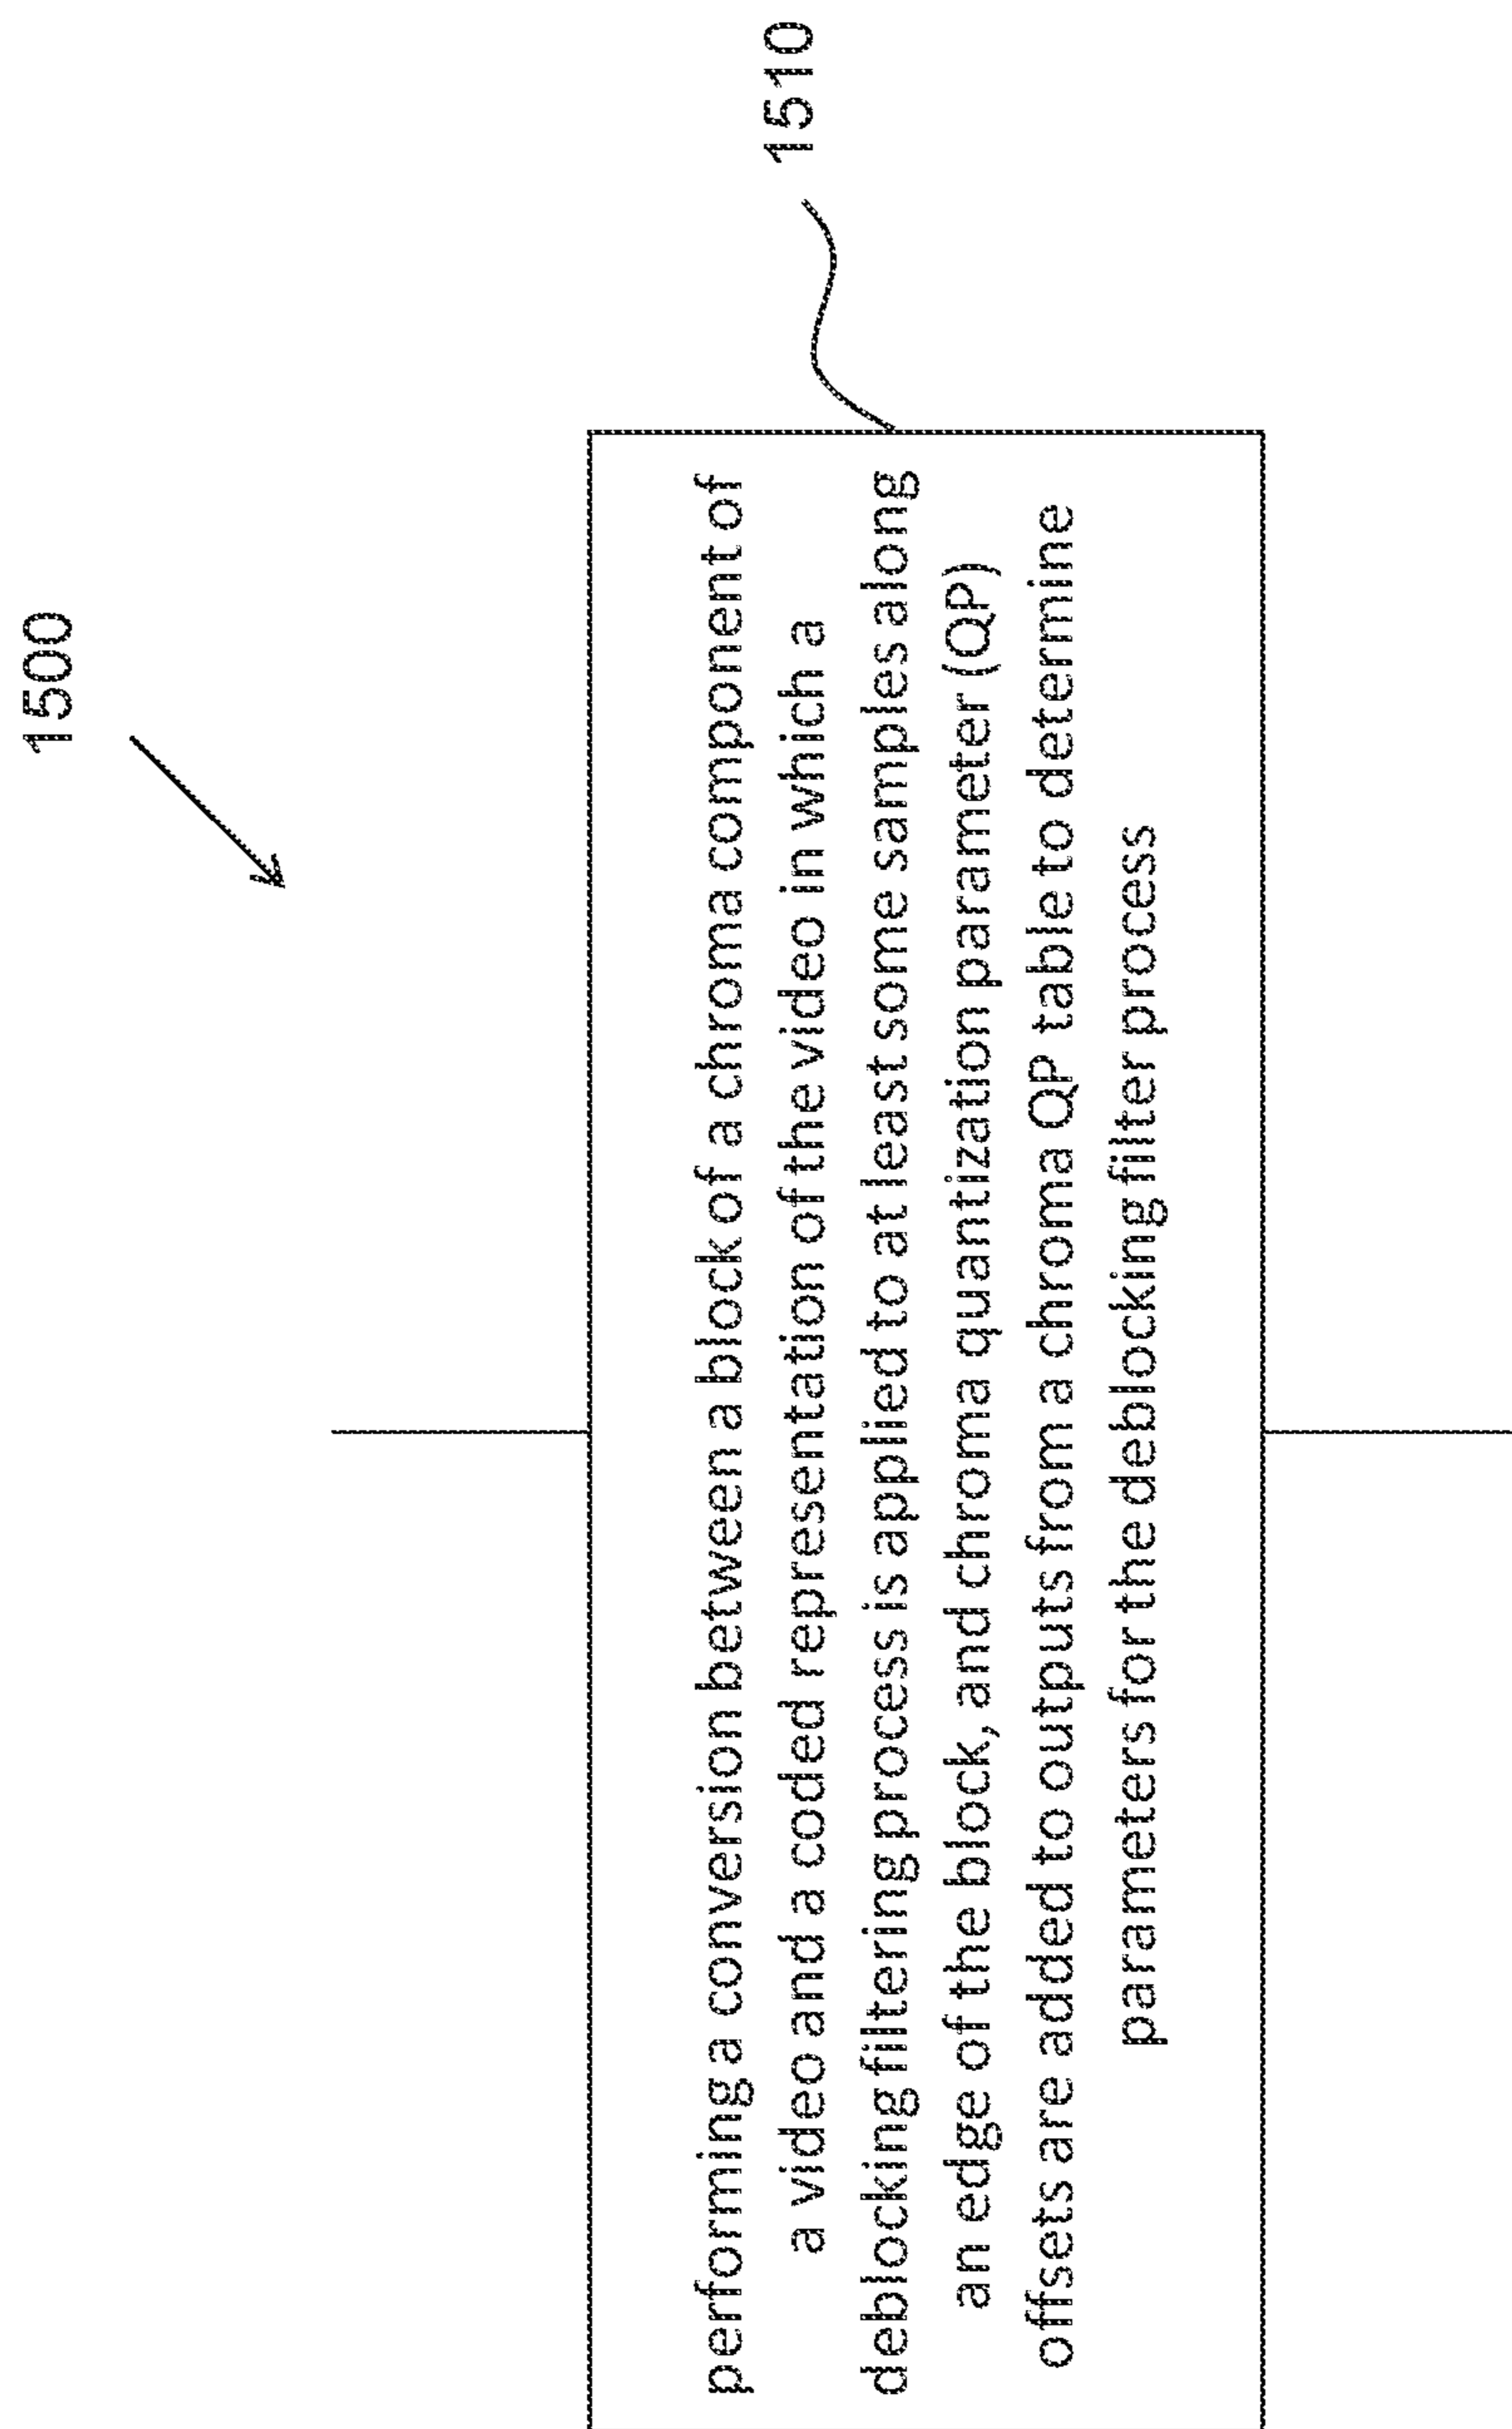 1500
performing a conversion between a block of a chroma component of
a video and a coded representation of the video in which a
deblocking filtering process is applied to at least some samples along
an edge of the block, and chroma quantization parameter (QP)
offsets are added to outputs from a chroma QP table to determine
parameters for the deblocking filter process
1510